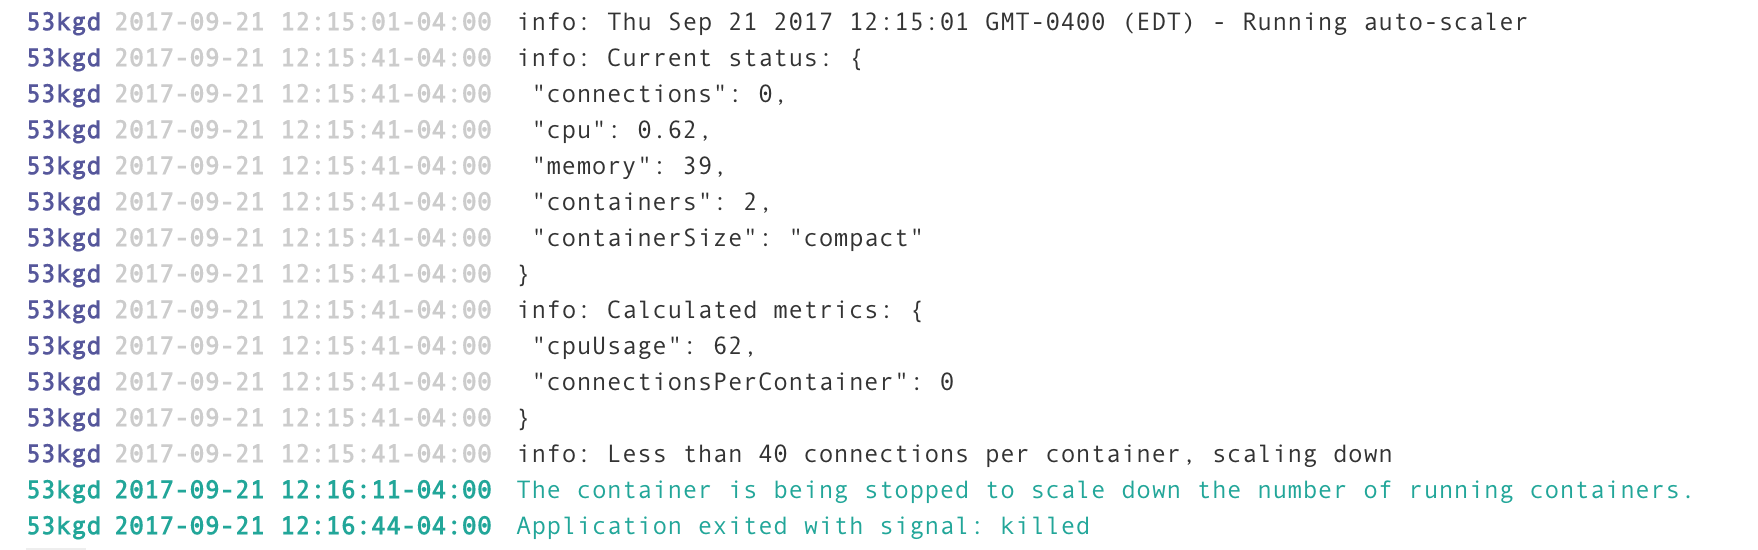 53kgd 2017-09-21 12:15:01-04:00 info: Thu Sep 21 2017 12:15:01 GMT-0400 (EDT) - Running auto-scaler
53kgd 2017-09-21 12:15:41-04:00 info: Current status: {
53kgd 2017-09-21 12:15:41-04:00 "connections": 0,
53kgd 2017-09-21 12:15:41-04:00 "cpu": 0.62,
53kgd 2017-09-21 12:15:41-04:00 "memory": 39,
53kgd 2017-09-21 12:15:41-04:00 "containers": 2,
53kgd 2017-09-21 12:15:41-04:00 "containerSize": "compact"
53kgd 2017-09-21 12:15:41-04:00 }
53kgd 2017-09-21 12:15:41-04:00 info: Calculated metrics: {
53kgd 2017-09-21 12:15:41-04:00 "cpuUsage": 62,
53kgd 2017-09-21 12:15:41-04:00 "connectionsPerContainer": 0
53kgd 2017-09-21 12:15:41-04:00 }
53kgd 2017-09-21 12:15:41-04:00 info: Less than 40 connections per container, scaling down
53kgd 2017-09-21 12:16:11-04:00 The container is being stopped to scale down the number of running containers.
53kgd 2017-09-21 12:16:44-04:00 Application exited with signal: killed